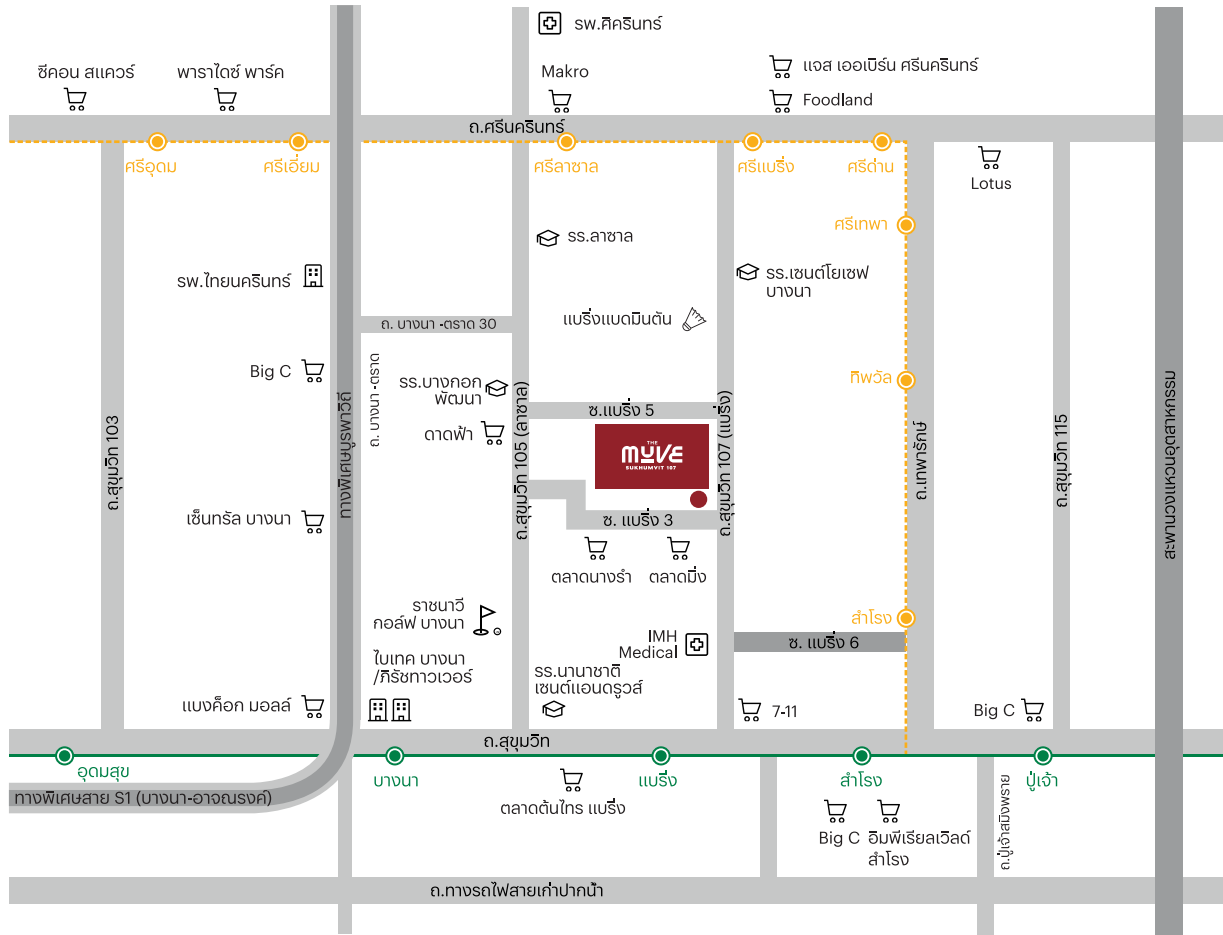 รพ.ศิครินทร์
ซีคอน สแควร์
พาราไดซ์ พาร์ค
Makro
แจส เออเบิร์น ศรีนครินทร์
Foodland
ถ.ศรีนครินทร์
ศรีอุดม
ศรีเอี่ยม
ศรีลาซาล
ศรีแบริ่ง
ศรีด่าน
Lotus
ศรีเทพา
รร.ลาซาล
รพ.ไทยนครินทร์
รร.เซนต์โยเซฟ
บางนา
แบริ่งแบดมินตัน
ถ. บางนา -ตราด 30
Big C
ถ. บางนา -ตราด
รร.บางกอก
พัฒนา
ทิพวัล
ซ.แบริ่ง 5
ดาดฟ้า
THE
MUVE
SUKHUMVIT 107
ถ.สุขุมวิท 103
ทางพิเศษบูรพาวิถี
ถ.สุขุมวิท 105 (ลาซาล)
ถ.สุขุมวิท 107 (แบริ่ง)
ถ.เทพารักษ์
ถ.สุขุมวิท 115
สะพานวงแหวนอุตสาหกรรม
เซ็นทรัล บางนา
ซ. แบริ่ง 3
ตลาดนางรำ
ตลาดมิ่ง
ราชนาวี
กอล์ฟ บางนา
สำโรง
IMH
Medical
ซ. แบริ่ง 6
ไบเทค บางนา
/ภิรัชทาวเวอร์
รร.นานาชาติ
เซนต์แอนดรูวส์
แบงค็อก มอลล์
7-11
Big C
ถ.สุขุมวิท
อุดมสุข
บางนา
แบริ่ง
สำโรง
ปู่เจ้า
ทางพิเศษสาย S1 (บางนา-อาจณรงค์)
ตลาดต้นไทร แบริ่ง
Big C
อิมพีเรียลเวิลด์
สำโรง
ถ.ปู่เจ้าสมิงพราย
ถ.ทางรถไฟสายเก่าปากน้ำ